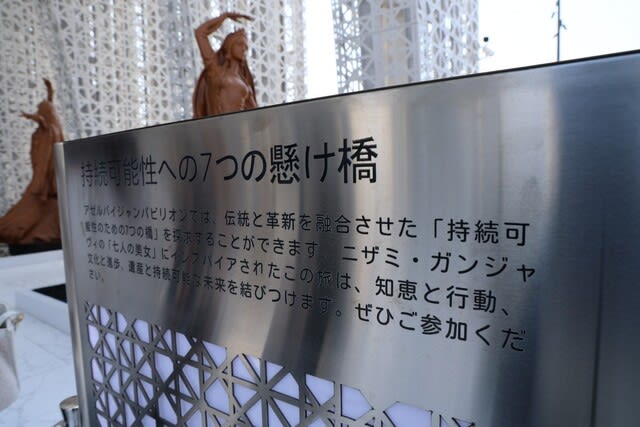 持続可能性への7つの懸け橋
アゼルバイジャンパビリオンでは、伝統と革新を融合させた「持続可
能性のための7つの橋」を探求することができます。ニザミ・ガンジャ
ヴィの「七人の美女」にインスパイアされたこの旅は、知恵と行動、
文化と進歩、遺産と持続可能な未来を結びつけます。ぜひご参加くだ
さい。